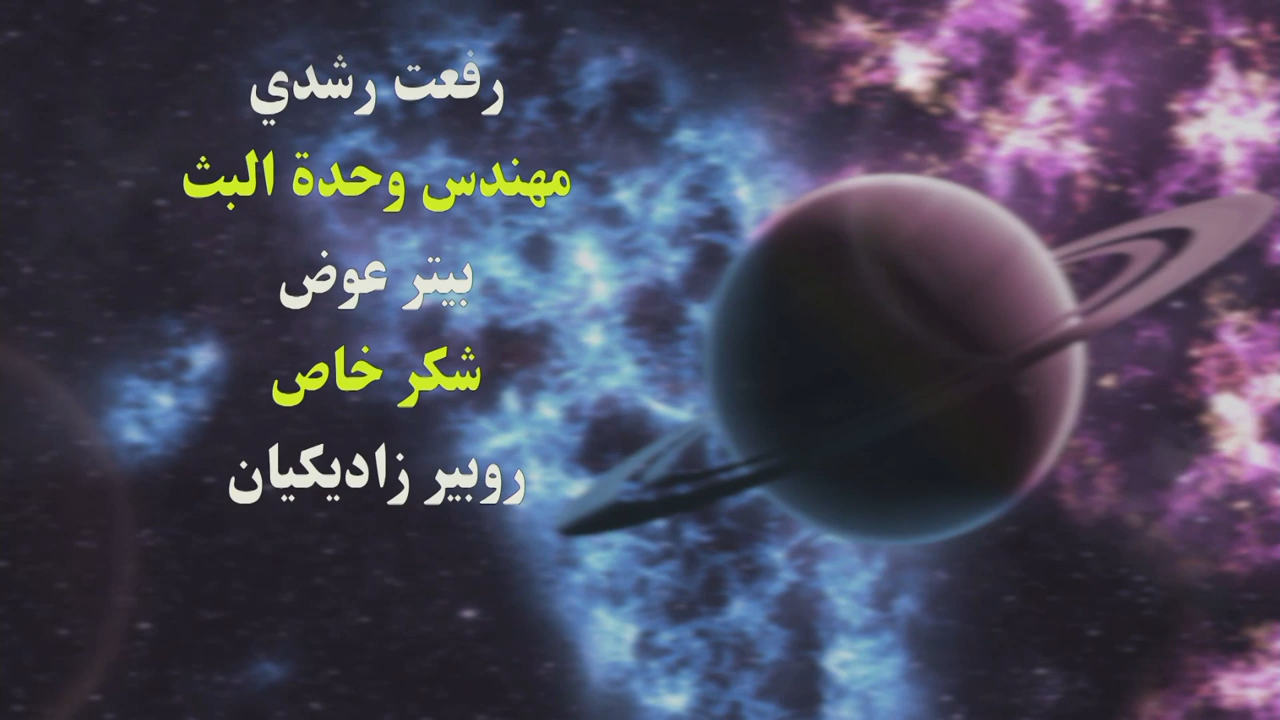 رفعت رشدي
مهندس وحدة البث
بيتر عوض
شكر خاص
روبير زاديكيان